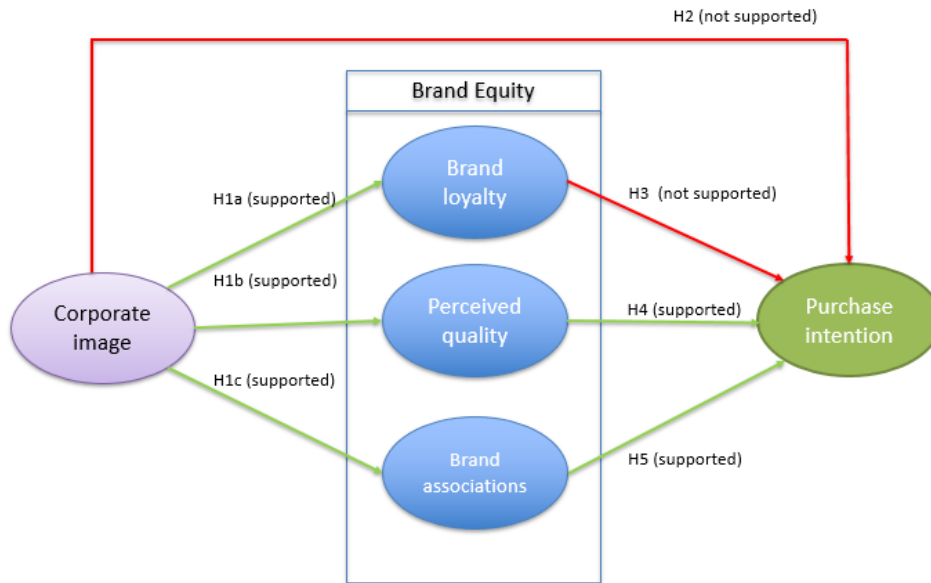 H2 (not supported)
Brand Equity
Brand
loyalty
H1a (supported)
H3  (not supported)
H1b (supported)
Corporate
image
Perceived
quality
H4 (supported)
Purchase
intention
H1c (supported)
Brand
associations
H5 (supported)